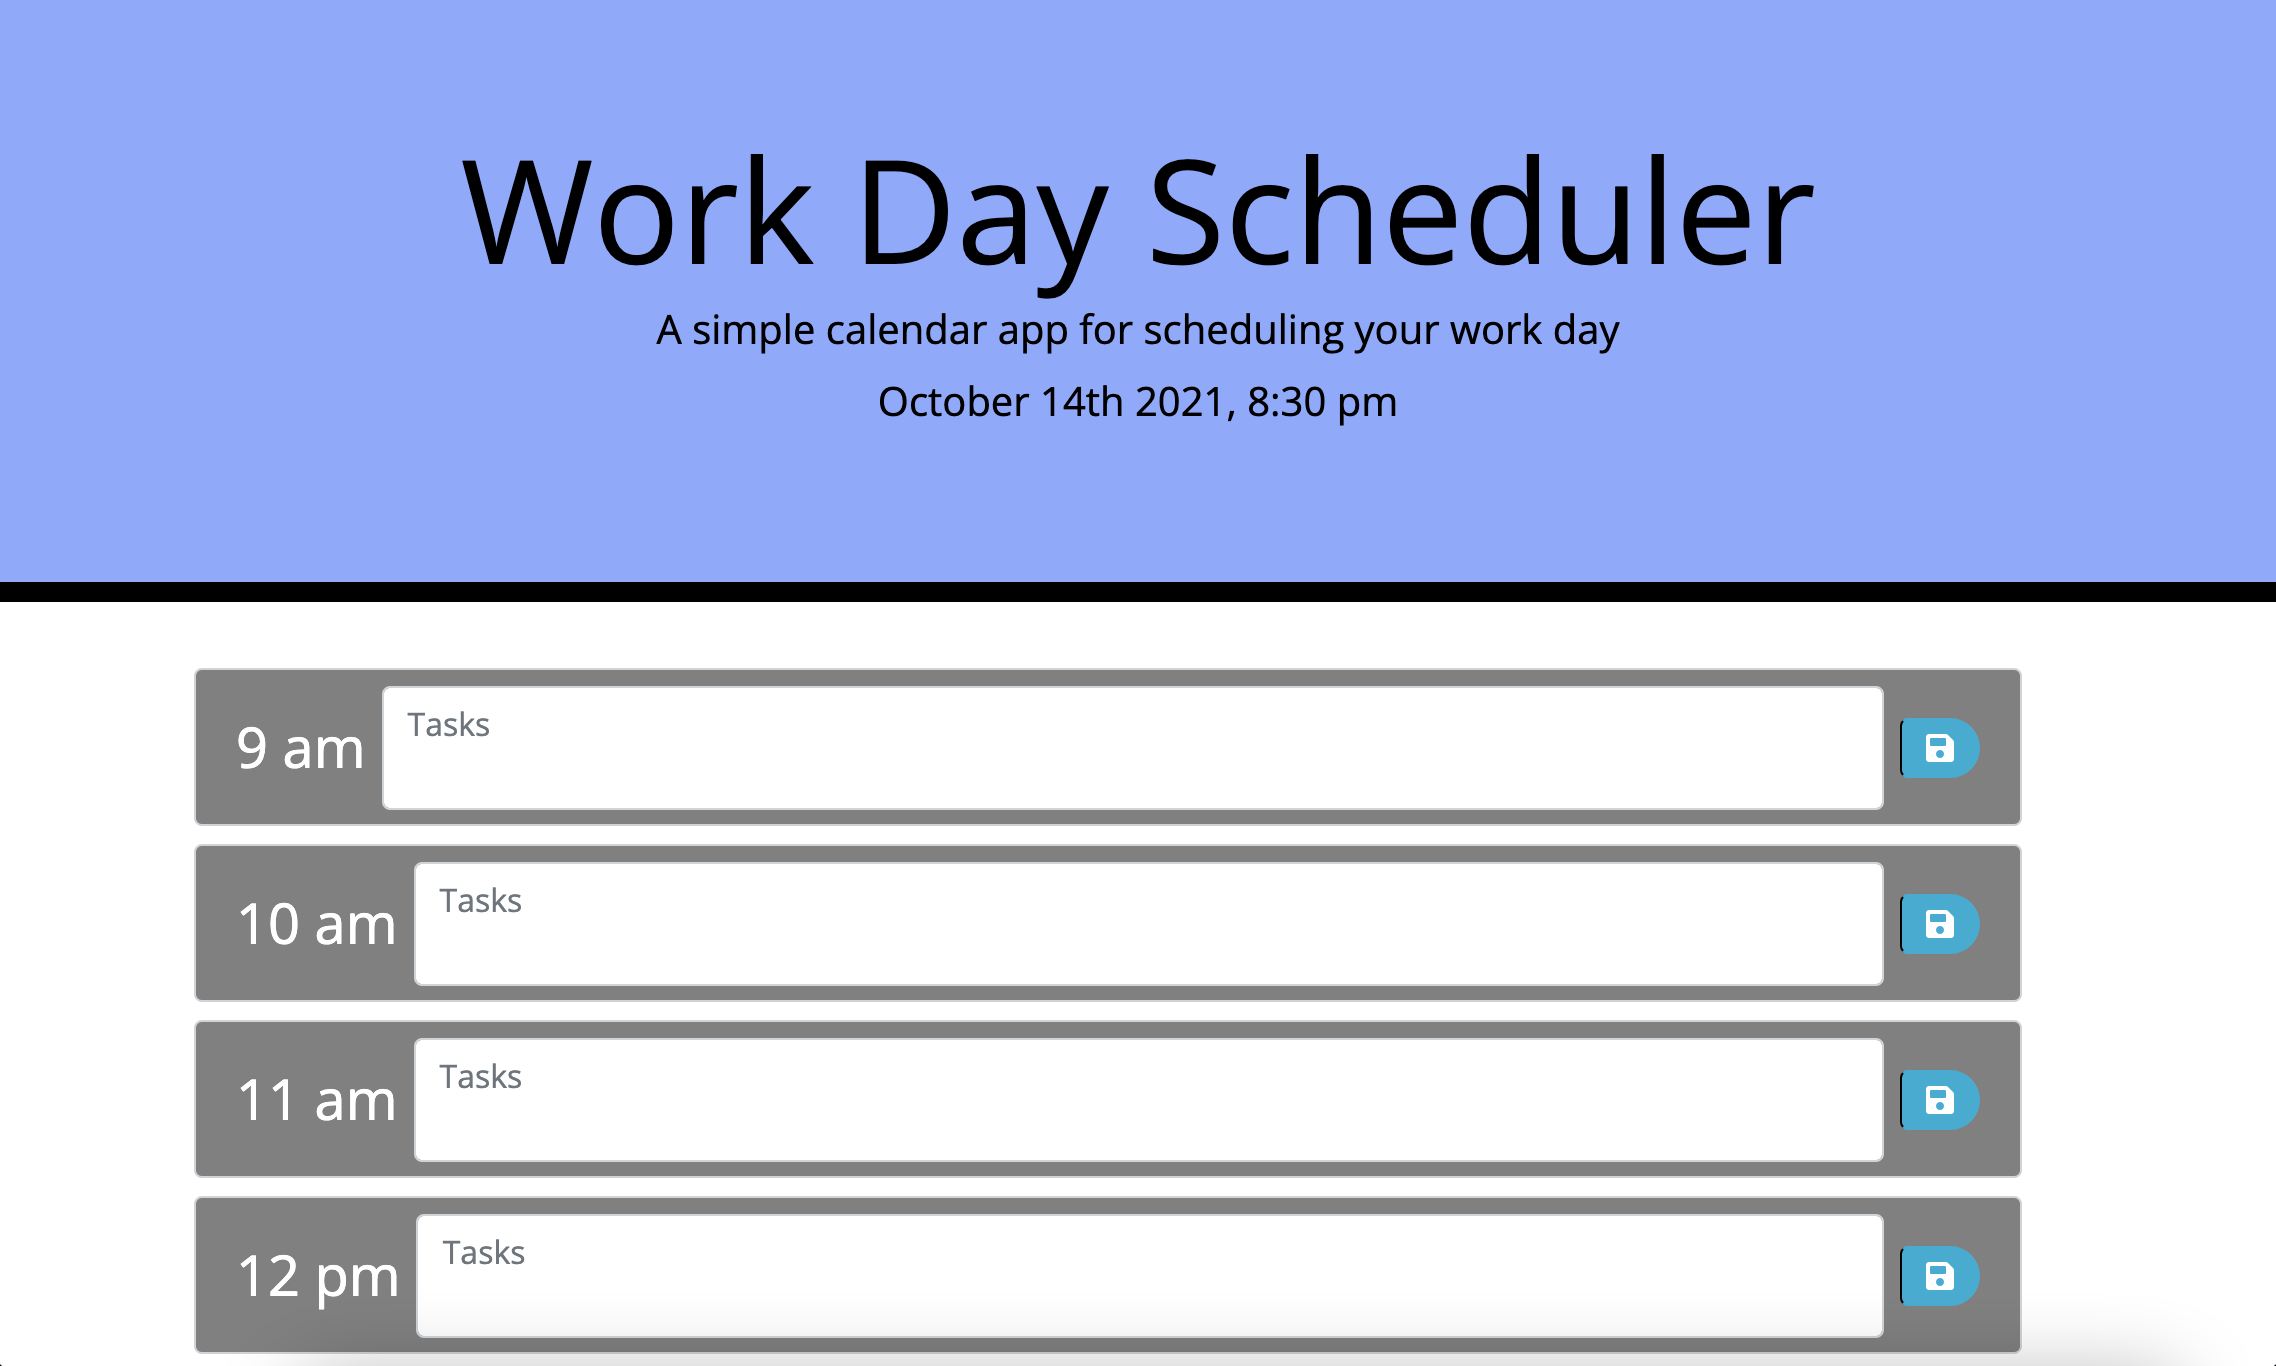 Work Day Scheduler
A simple calendar app for scheduling your work day
October 14th 2021, 8:30 pm
9 am
Tasks
10 am
Tasks
11 am
Tasks
12 pm
Tasks